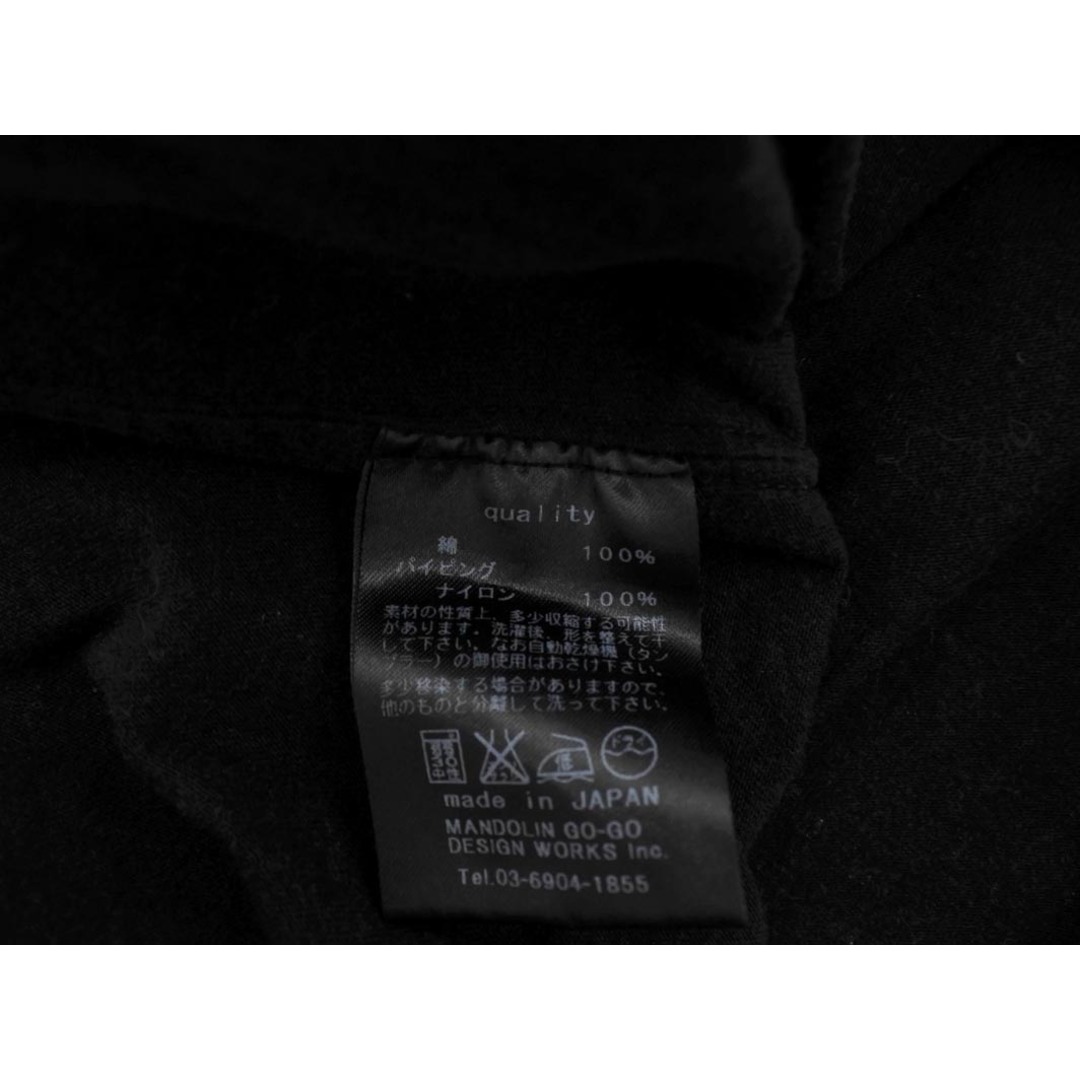 quality
綿 100%
パイピング
ナイロン 100%
素材の性質上、多少収縮する可能性
があります。洗濯後、形を整えて干
して下さい。なお自動乾燥機（タン
ブラー）の御使用はおさけ下さい。
多少移染する場合がありますので、
他のものと分離して洗って下さい。
低 ドライ
made in JAPAN
MANDOLIN GO-GO
DESIGN WORKS Inc.
Tel.03-6904-1855